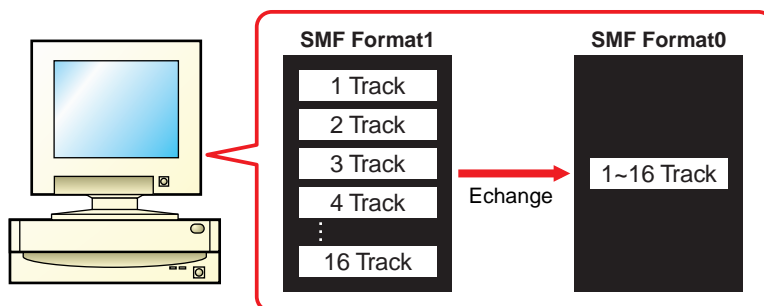 SMF Format1
1 Track
2 Track
3 Track
4 Track
16 Track
Echange
SMF Format0
1~16 Track